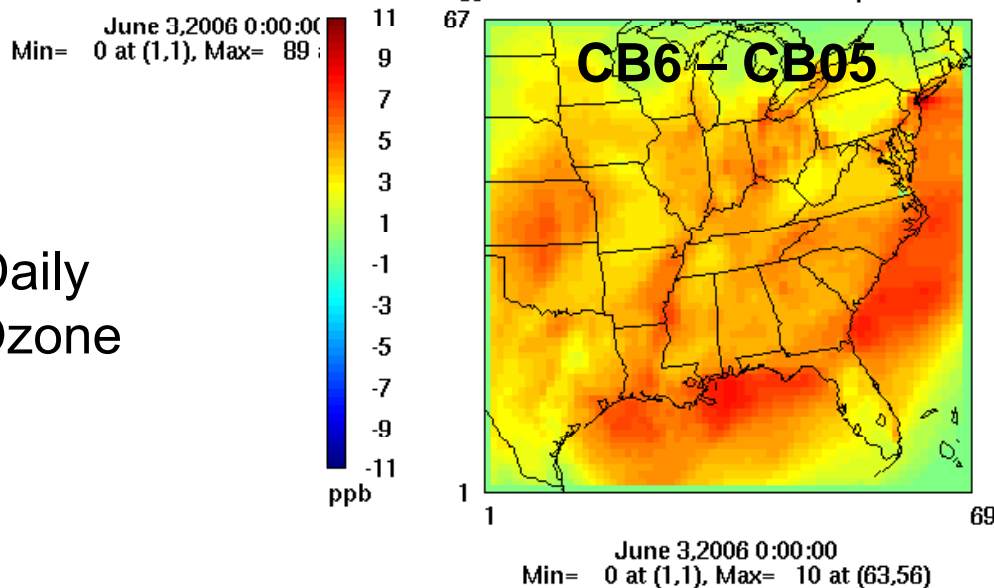 June 3,2006 0:00:00
Min= 0 at (1,1), Max= 89
11
9
7
5
3
1
-1
-3
-5
-7
-9
-11
ppb
Daily
Ozone
67
CB6 – CB05
1
1
69
June 3,2006 0:00:00
Min= 0 at (1,1), Max= 10 at (63,56)